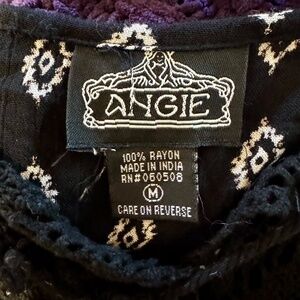 ANGIE
100% RAYON
MADE IN INDIA
RN#060508
M
CARE ON REVERSE